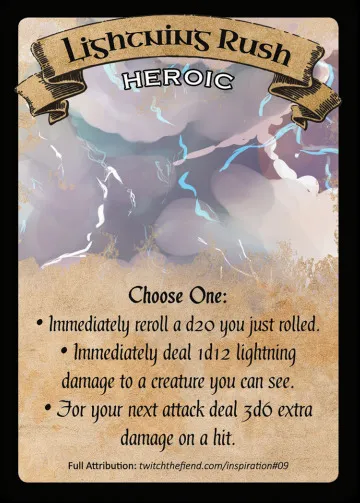 Lightning Rush
HEROIC
Choose One:
• Immediately reroll a d20 you just rolled.
• Immediately deal 1d12 lightning
damage to a creature you can see.
• For your next attack deal 3d6 extra
damage on a hit.
Full Attribution: twitchthefiend.com/inspiration#09